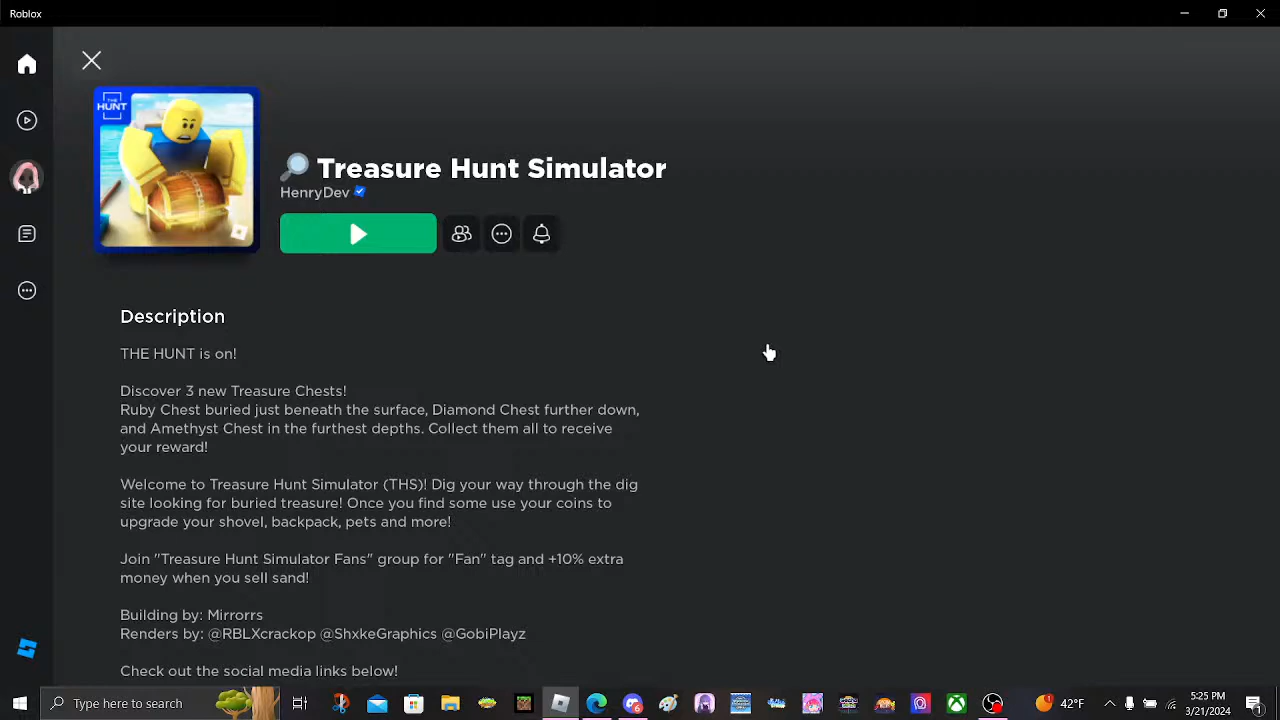 Roblox
THE
HUNT
Treasure Hunt Simulator
HenryDev
Description
THE HUNT is on!
Discover 3 new Treasure Chests!
Ruby Chest buried just beneath the surface, Diamond Chest further down,
and Amethyst Chest in the furthest depths. Collect them all to receive
your reward!
Welcome to Treasure Hunt Simulator (THS)! Dig your way through the dig
site looking for buried treasure! Once you find some use your coins to
upgrade your shovel, backpack, pets and more!
Join "Treasure Hunt Simulator Fans" group for "Fan" tag and +10% extra
money when you sell sand!
Building by: Mirrorrs
Renders by: @RBLXcrackop @ShxkeGraphics @GobiPlayz
Check out the social media links below!
Type here to search
42°F
5:25 PM
3/21/2024